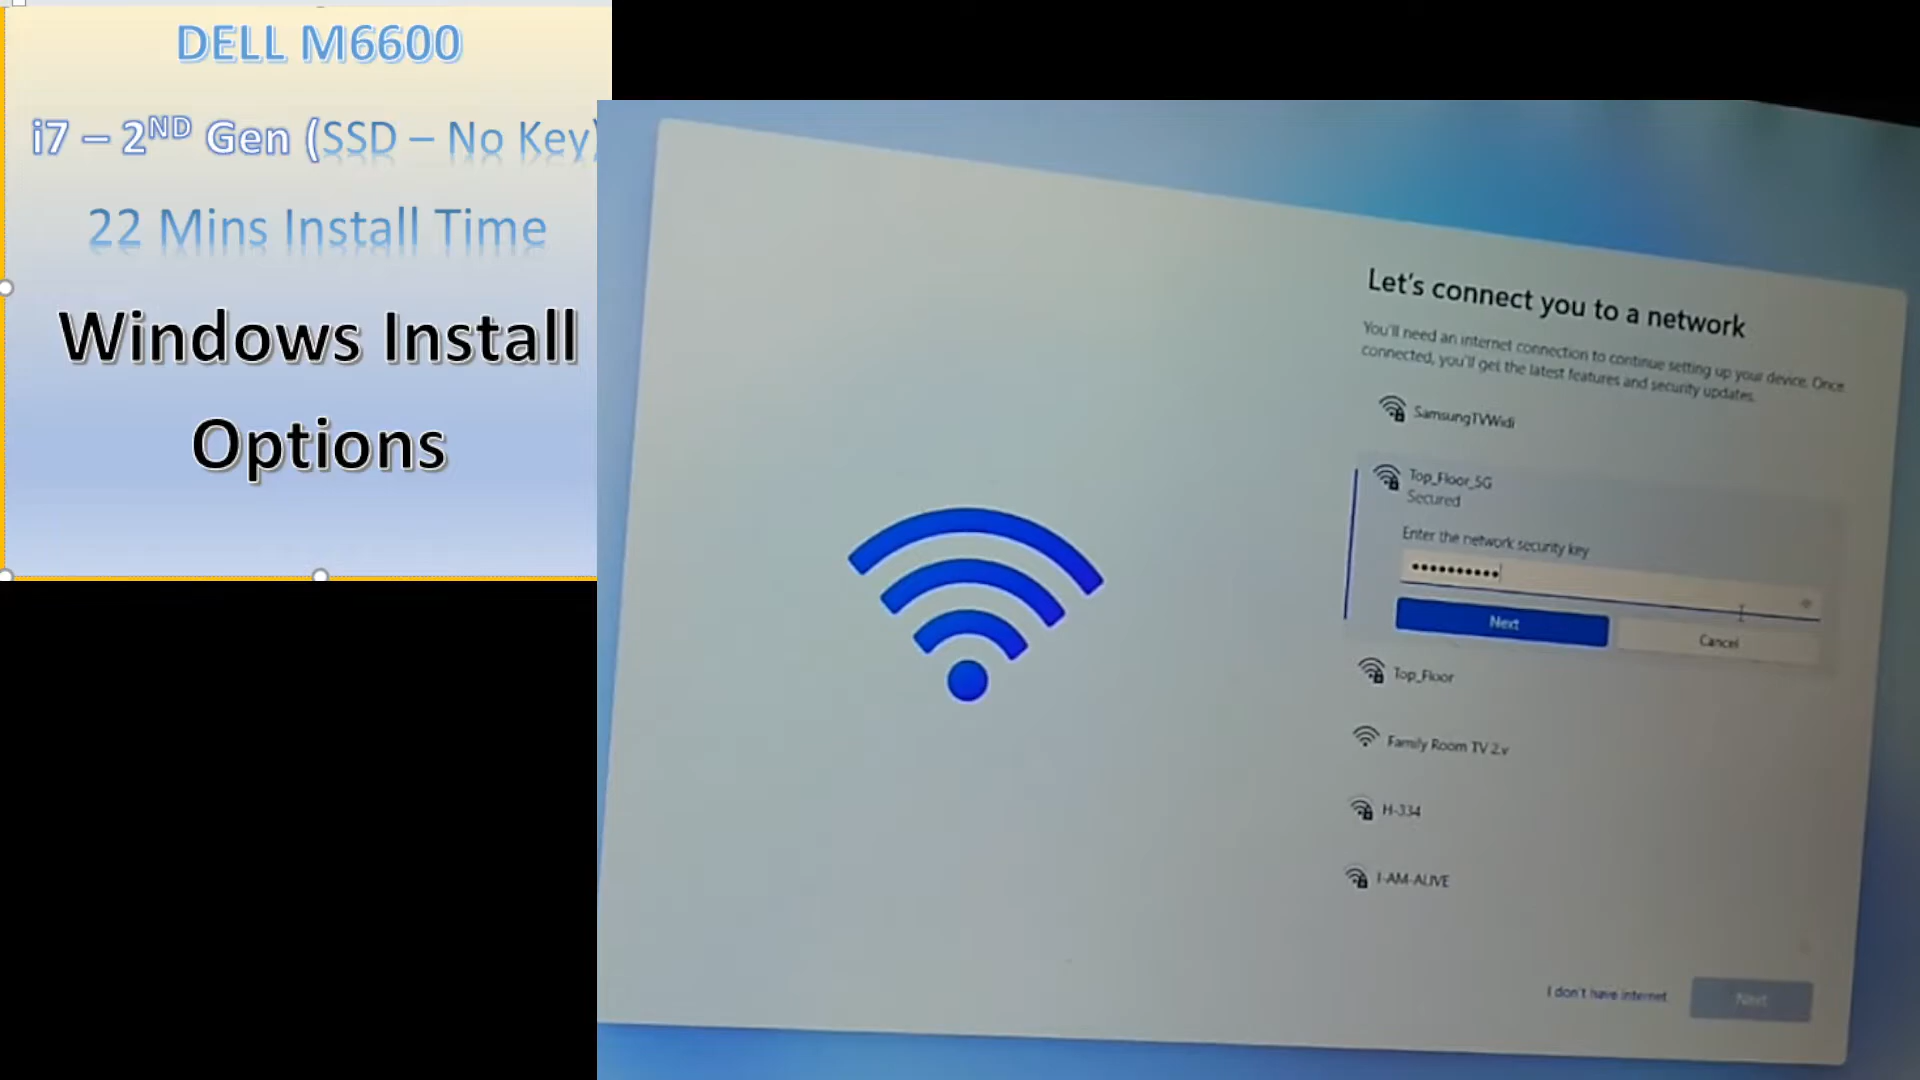 DELL M6600
i7 – 2ND Gen (SSD – No Key)
22 Mins Install Time
Windows Install
Options
Let's connect you to a network
You'll need an internet connection to continue setting up your device. Once
connected, you'll get the latest features and security updates.
SamsungTVWidi
Top_Floor_5G
Secured
Enter the network security key
••••••••••
Next
Cancel
Top_Floor
Family Room TV 2.v
H-334
I-AM-ALIVE
I don't have internet
Next